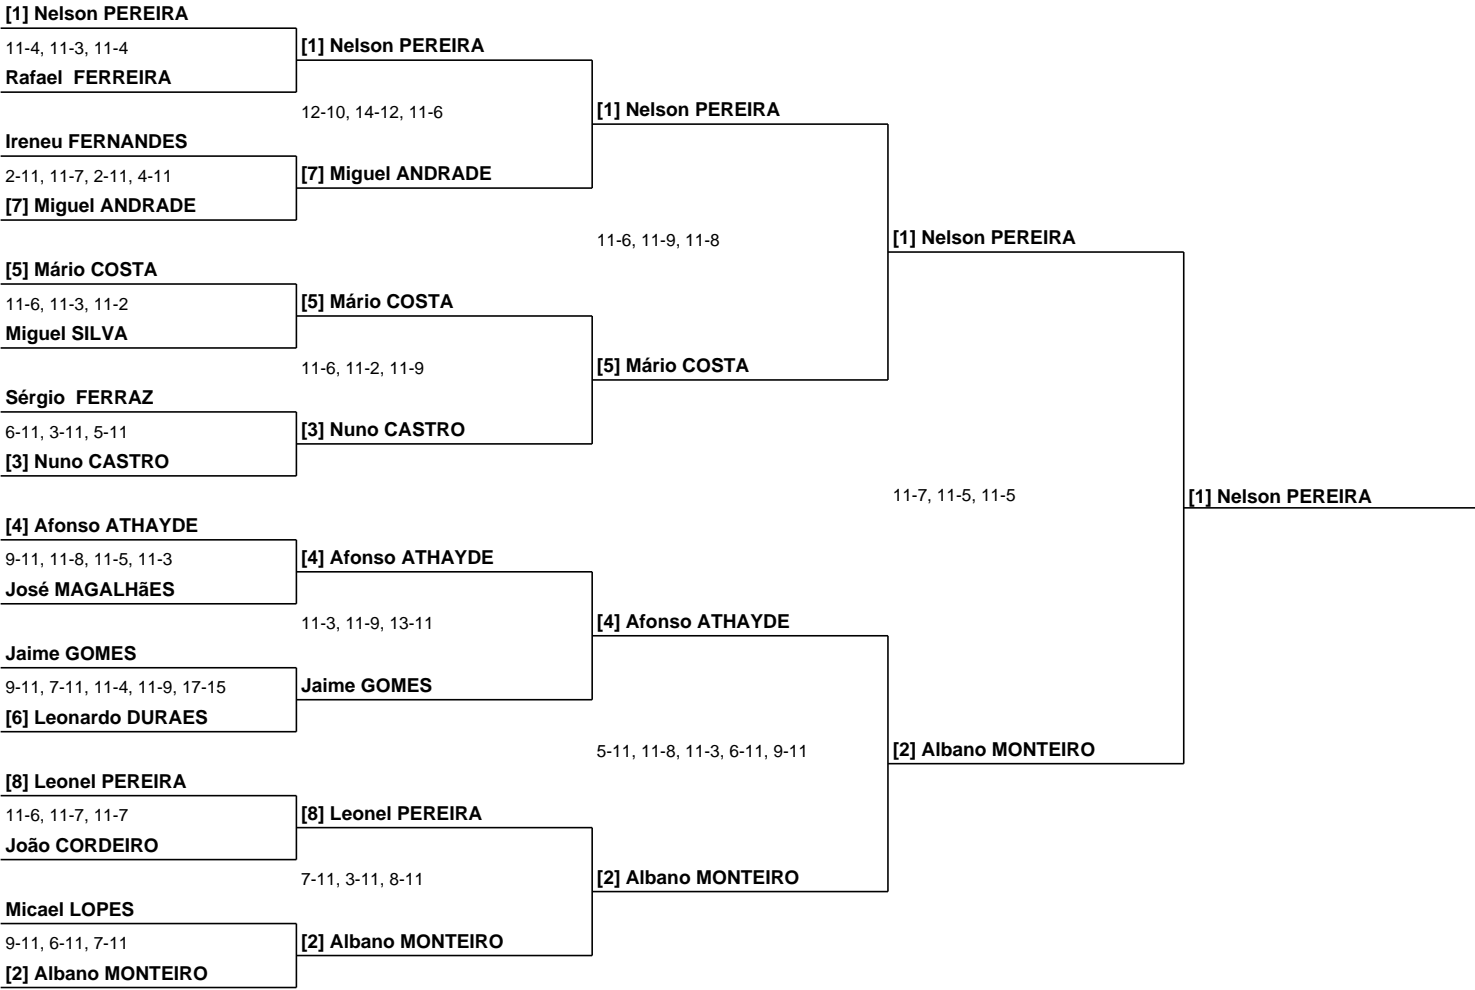 [1] Nelson PEREIRA
11-4, 11-3, 11-4
Rafael  FERREIRA
Ireneu FERNANDES
2-11, 11-7, 2-11, 4-11
[7] Miguel ANDRADE
[5] Mário COSTA
11-6, 11-3, 11-2
Miguel SILVA
Sérgio  FERRAZ
6-11, 3-11, 5-11
[3] Nuno CASTRO
[4] Afonso ATHAYDE
9-11, 11-8, 11-5, 11-3
José MAGALHãES
Jaime GOMES
9-11, 7-11, 11-4, 11-9, 17-15
[6] Leonardo DURAES
[8] Leonel PEREIRA
11-6, 11-7, 11-7
João CORDEIRO
Micael LOPES
9-11, 6-11, 7-11
[2] Albano MONTEIRO
[1] Nelson PEREIRA
12-10, 14-12, 11-6
[7] Miguel ANDRADE
[5] Mário COSTA
11-6, 11-2, 11-9
[3] Nuno CASTRO
[4] Afonso ATHAYDE
11-3, 11-9, 13-11
Jaime GOMES
[8] Leonel PEREIRA
7-11, 3-11, 8-11
[2] Albano MONTEIRO
[1] Nelson PEREIRA
11-6, 11-9, 11-8
[5] Mário COSTA
[4] Afonso ATHAYDE
5-11, 11-8, 11-3, 6-11, 9-11
[2] Albano MONTEIRO
[1] Nelson PEREIRA
11-7, 11-5, 11-5
[2] Albano MONTEIRO
[1] Nelson PEREIRA